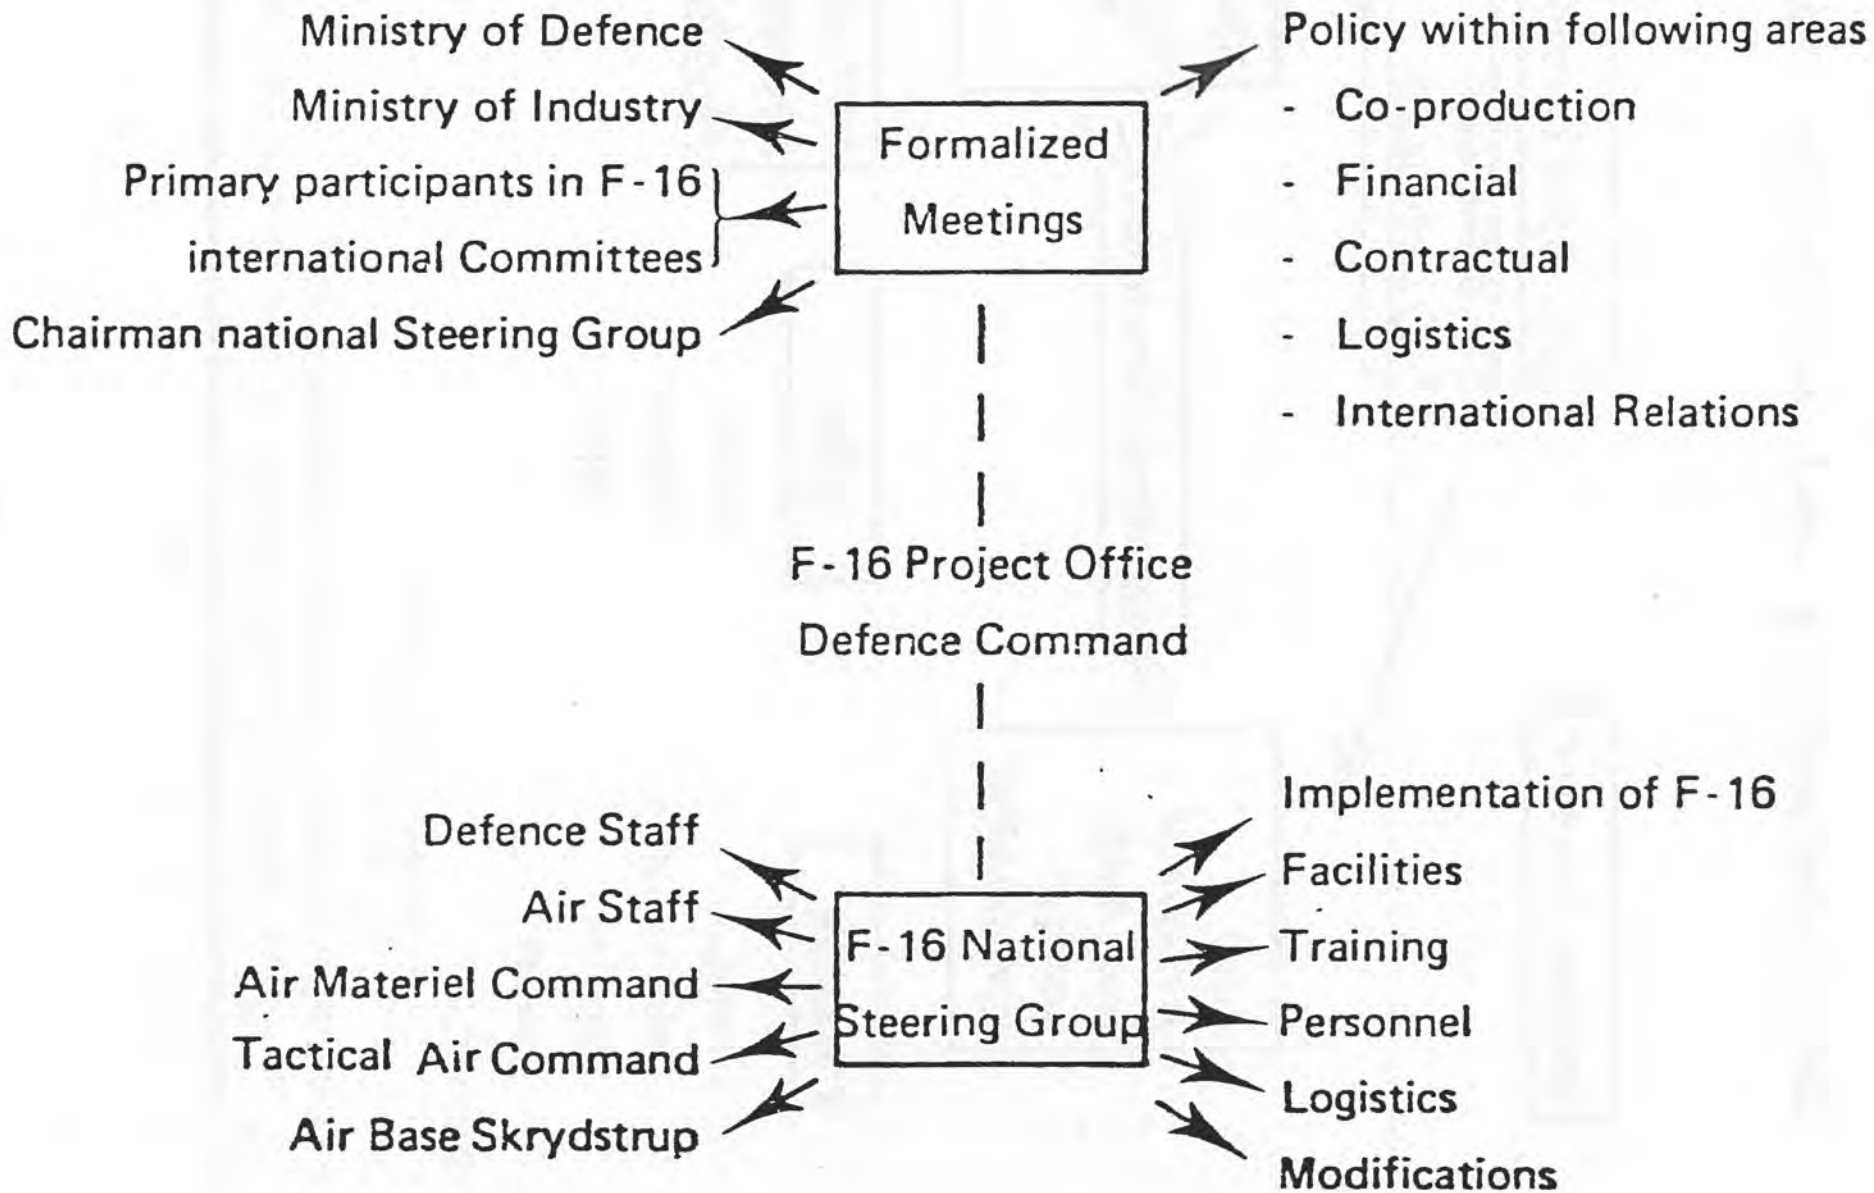 Ministry of Defence
Ministry of Industry
Primary participants in F-16
international Committees
Chairman national Steering Group
Formalized
Meetings
Policy within following areas
- Co-production
- Financial
- Contractual
- Logistics
- International Relations
F-16 Project Office
Defence Command
Defence Staff
Air Staff
Air Materiel Command
Tactical Air Command
Air Base Skrydstrup
F-16 National
Steering Group
Implementation of F-16
Facilities
Training
Personnel
Logistics
Modifications